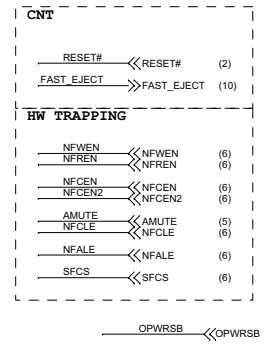 CNT
RESET# RESET# (2)
FAST_EJECT FAST_EJECT (10)
HW TRAPPING
NFWEN NFWEN (6)
NFREN NFREN (6)
NFCEN NFCEN (6)
NFCEN2 NFCEN2 (6)
AMUTE AMUTE (5)
NFCLE NFCLE (6)
NFALE NFALE (6)
SFCS SFCS (6)
OPWRSB OPWRSB